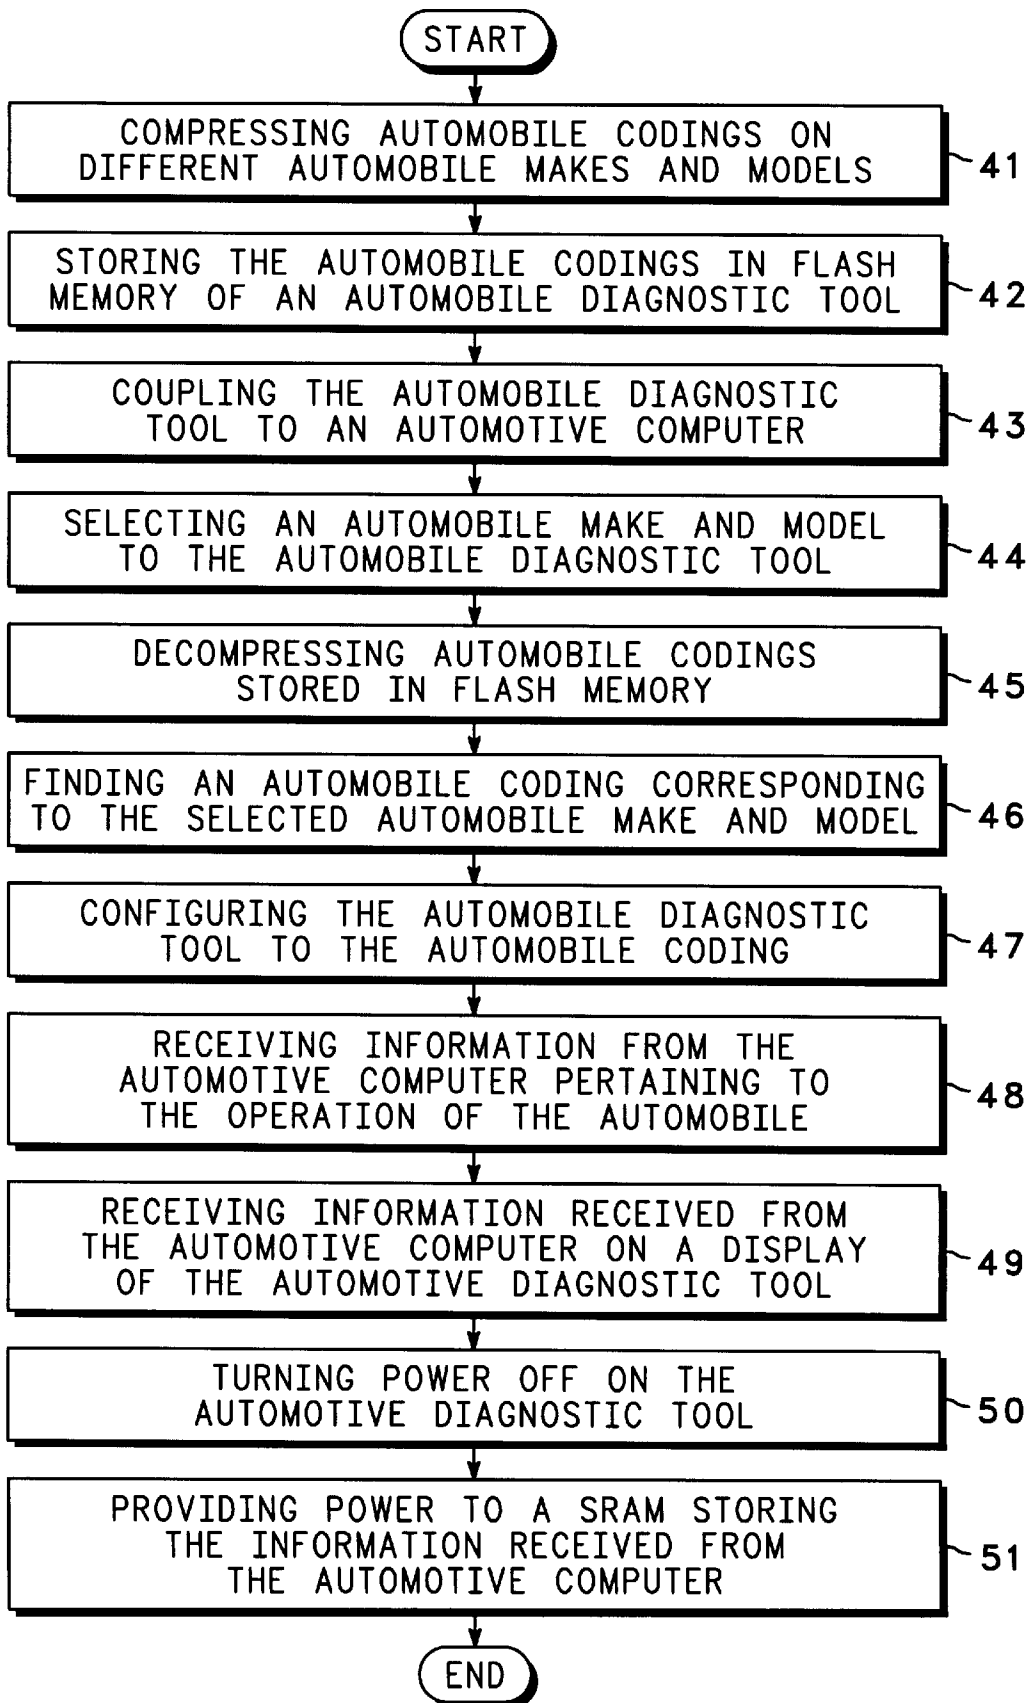 START
COMPRESSING AUTOMOBILE CODINGS ON
DIFFERENT AUTOMOBILE MAKES AND MODELS
41
STORING THE AUTOMOBILE CODINGS IN FLASH
MEMORY OF AN AUTOMOBILE DIAGNOSTIC TOOL
42
COUPLING THE AUTOMOBILE DIAGNOSTIC
TOOL TO AN AUTOMOTIVE COMPUTER
43
SELECTING AN AUTOMOBILE MAKE AND MODEL
TO THE AUTOMOBILE DIAGNOSTIC TOOL
44
DECOMPRESSING AUTOMOBILE CODINGS
STORED IN FLASH MEMORY
45
FINDING AN AUTOMOBILE CODING CORRESPONDING
TO THE SELECTED AUTOMOBILE MAKE AND MODEL
46
CONFIGURING THE AUTOMOBILE DIAGNOSTIC
TOOL TO THE AUTOMOBILE CODING
47
RECEIVING INFORMATION FROM THE
AUTOMOTIVE COMPUTER PERTAINING TO
THE OPERATION OF THE AUTOMOBILE
48
RECEIVING INFORMATION RECEIVED FROM
THE AUTOMOTIVE COMPUTER ON A DISPLAY
OF THE AUTOMOTIVE DIAGNOSTIC TOOL
49
TURNING POWER OFF ON THE
AUTOMOTIVE DIAGNOSTIC TOOL
50
PROVIDING POWER TO A SRAM STORING
THE INFORMATION RECEIVED FROM
THE AUTOMOTIVE COMPUTER
51
END